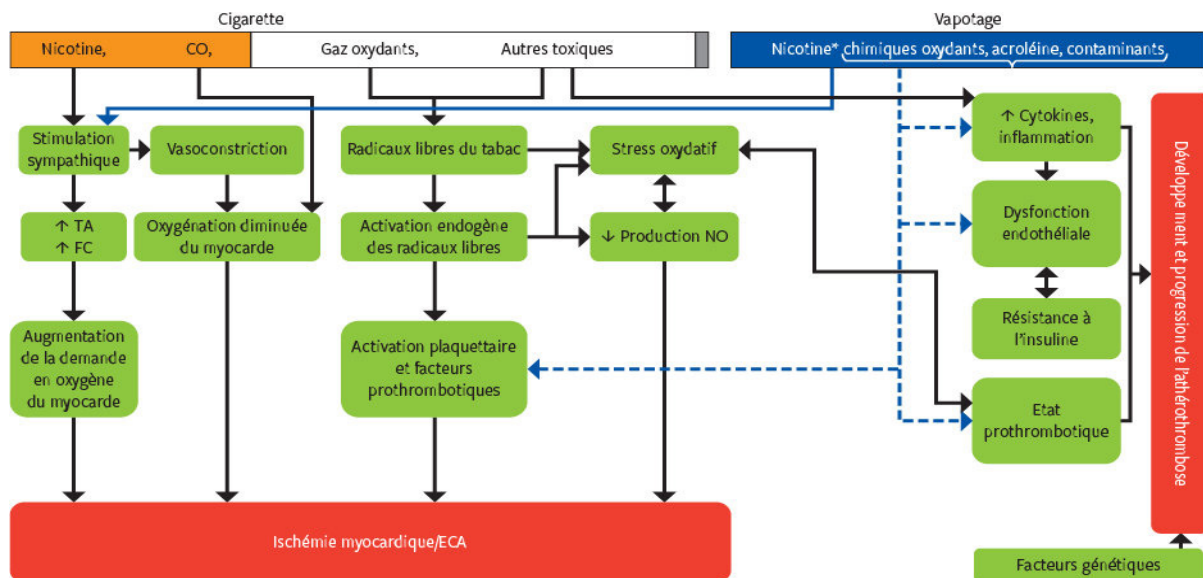 Cigarette
Vapotage
Nicotine, CO, Gaz oxydants, Autres toxiques
Nicotine* chimiques oxydants, acroléine, contaminants,
Stimulation
sympathique
Vasoconstriction
Radicaux libres du tabac
Stress oxydatif
↑ Cytokines,
inflammation
↑ TA
↑ FC
Oxygénation diminuée
du myocarde
Activation endogène
des radicaux libres
↓ Production NO
Dysfonction
endothéliale
Résistance à
l'insuline
Augmentation
de la demande
en oxygène
du myocarde
Activation plaquettaire
et facteurs
prothrombotiques
Etat
prothrombotique
Développe ment et progression de l'athérothrombose
Ischémie myocardique/ECA
Facteurs génétiques